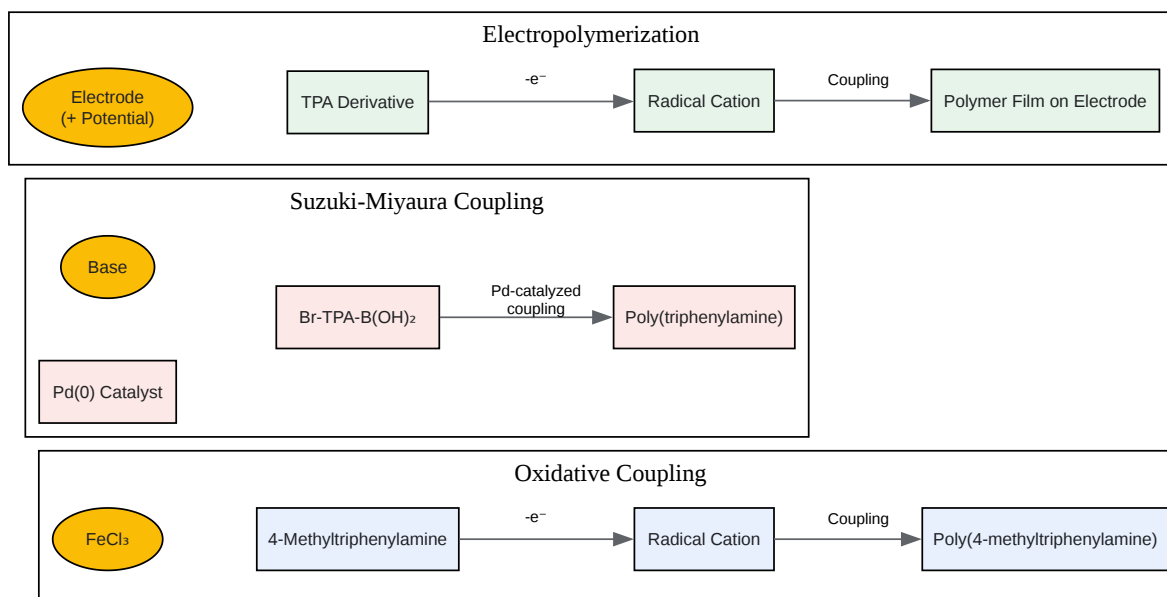 Electropolymerization
Electrode
(+ Potential)
TPA Derivative
-e⁻
Radical Cation
Coupling
Polymer Film on Electrode
Suzuki-Miyaura Coupling
Base
Br-TPA-B(OH)₂
Pd-catalyzed
coupling
Poly(triphenylamine)
Pd(0) Catalyst
Oxidative Coupling
FeCl₃
4-Methyltriphenylamine
-e⁻
Radical Cation
Coupling
Poly(4-methyltriphenylamine)